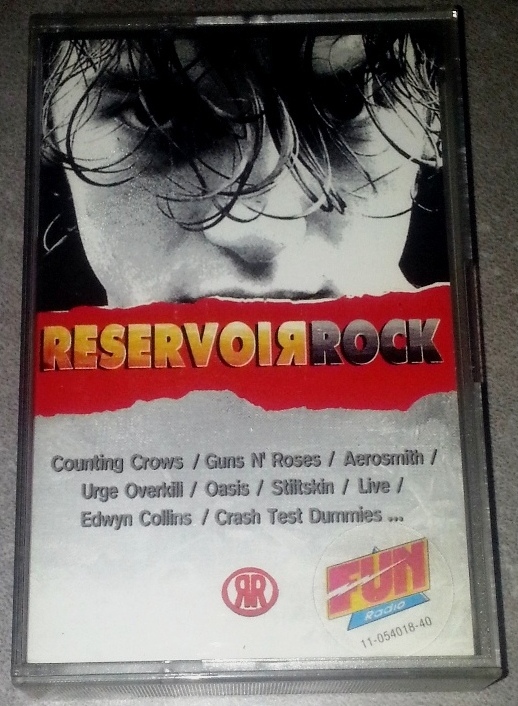 RESERVOIRROCK
Counting Crows / Guns N' Roses / Aerosmith /
Urge Overkill / Oasis / Stiltskin / Live /
Edwyn Collins / Crash Test Dummies ...
RR
FUN
Radio
11-054018-40